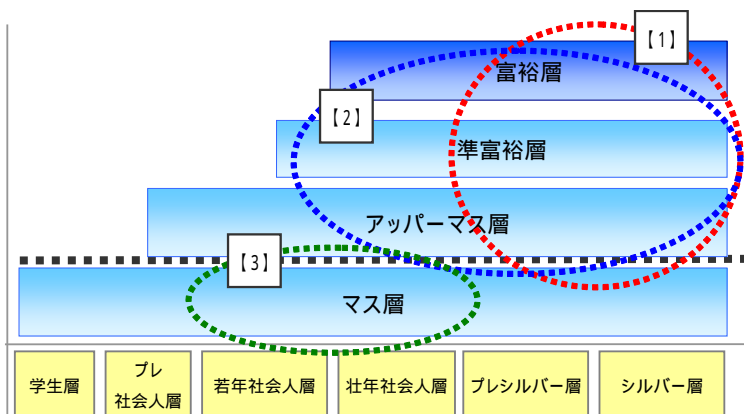 【1】
富裕層
【2】
準富裕層
アッパーマス層
【3】
マス層
学生層
プレ
社会人層
若年社会人層
壮年社会人層
プレシルバー層
シルバー層